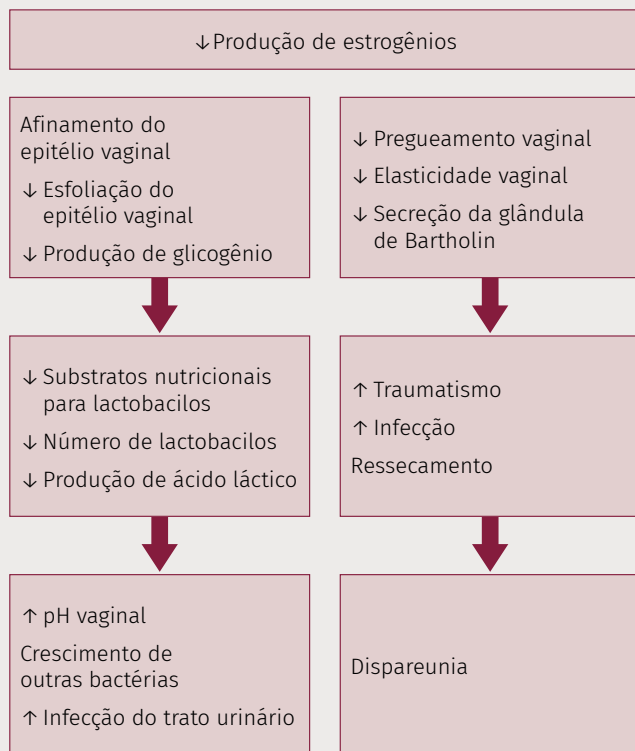 ↓Produção de estrogênios
Afinamento do
epitélio vaginal
↓ Esfoliação do
epitélio vaginal
↓ Produção de glicogênio
↓ Pregueamento vaginal
↓ Elasticidade vaginal
↓ Secreção da glândula
de Bartholin
↓ Substratos nutricionais
para lactobacilos
↓ Número de lactobacilos
↓ Produção de ácido láctico
↑ Traumatismo
↑ Infecção
Ressecamento
↑ pH vaginal
Crescimento de
outras bactérias
↑ Infecção do trato urinário
Dispareunia